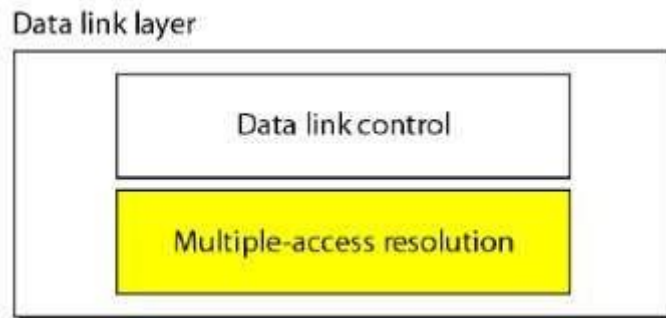 Data link layer
Data link control
Multiple-access resolution